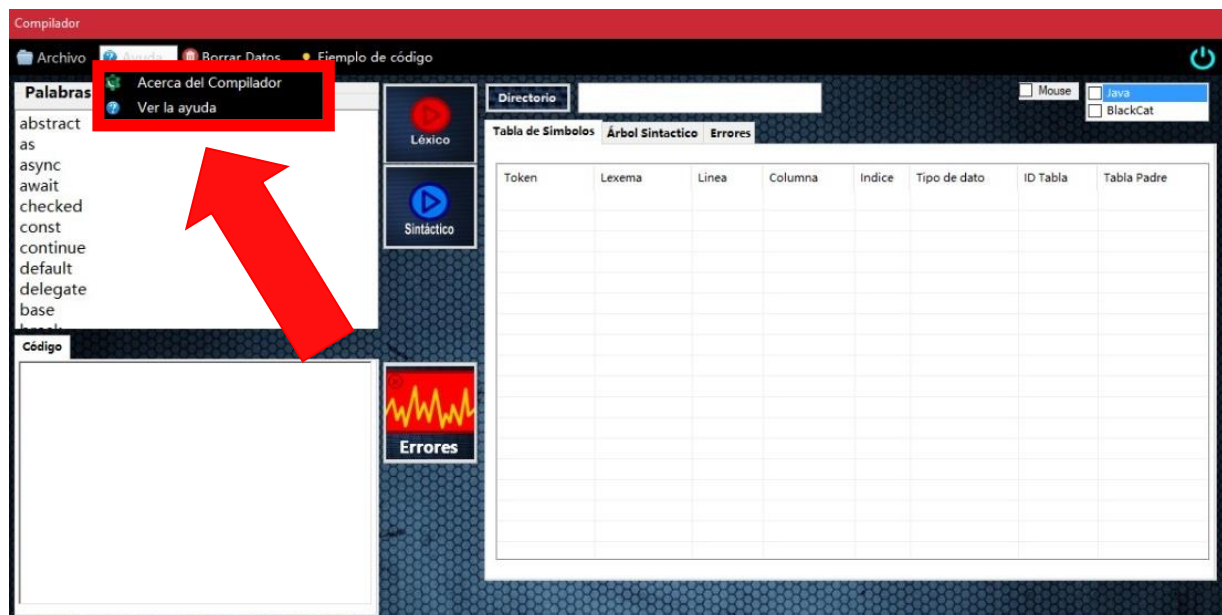 Compilador
Archivo Ayuda Borrar Datos Ejemplo de código
Acerca del Compilador
Ver la ayuda
Palabras
abstract
as
async
await
checked
const
continue
default
delegate
base
Código
Léxico
Sintáctico
Errores
Directorio
Mouse
Java
BlackCat
Tabla de Simbolos Árbol Sintactico Errores
Token Lexema Linea Columna Indice Tipo de dato ID Tabla Tabla Padre